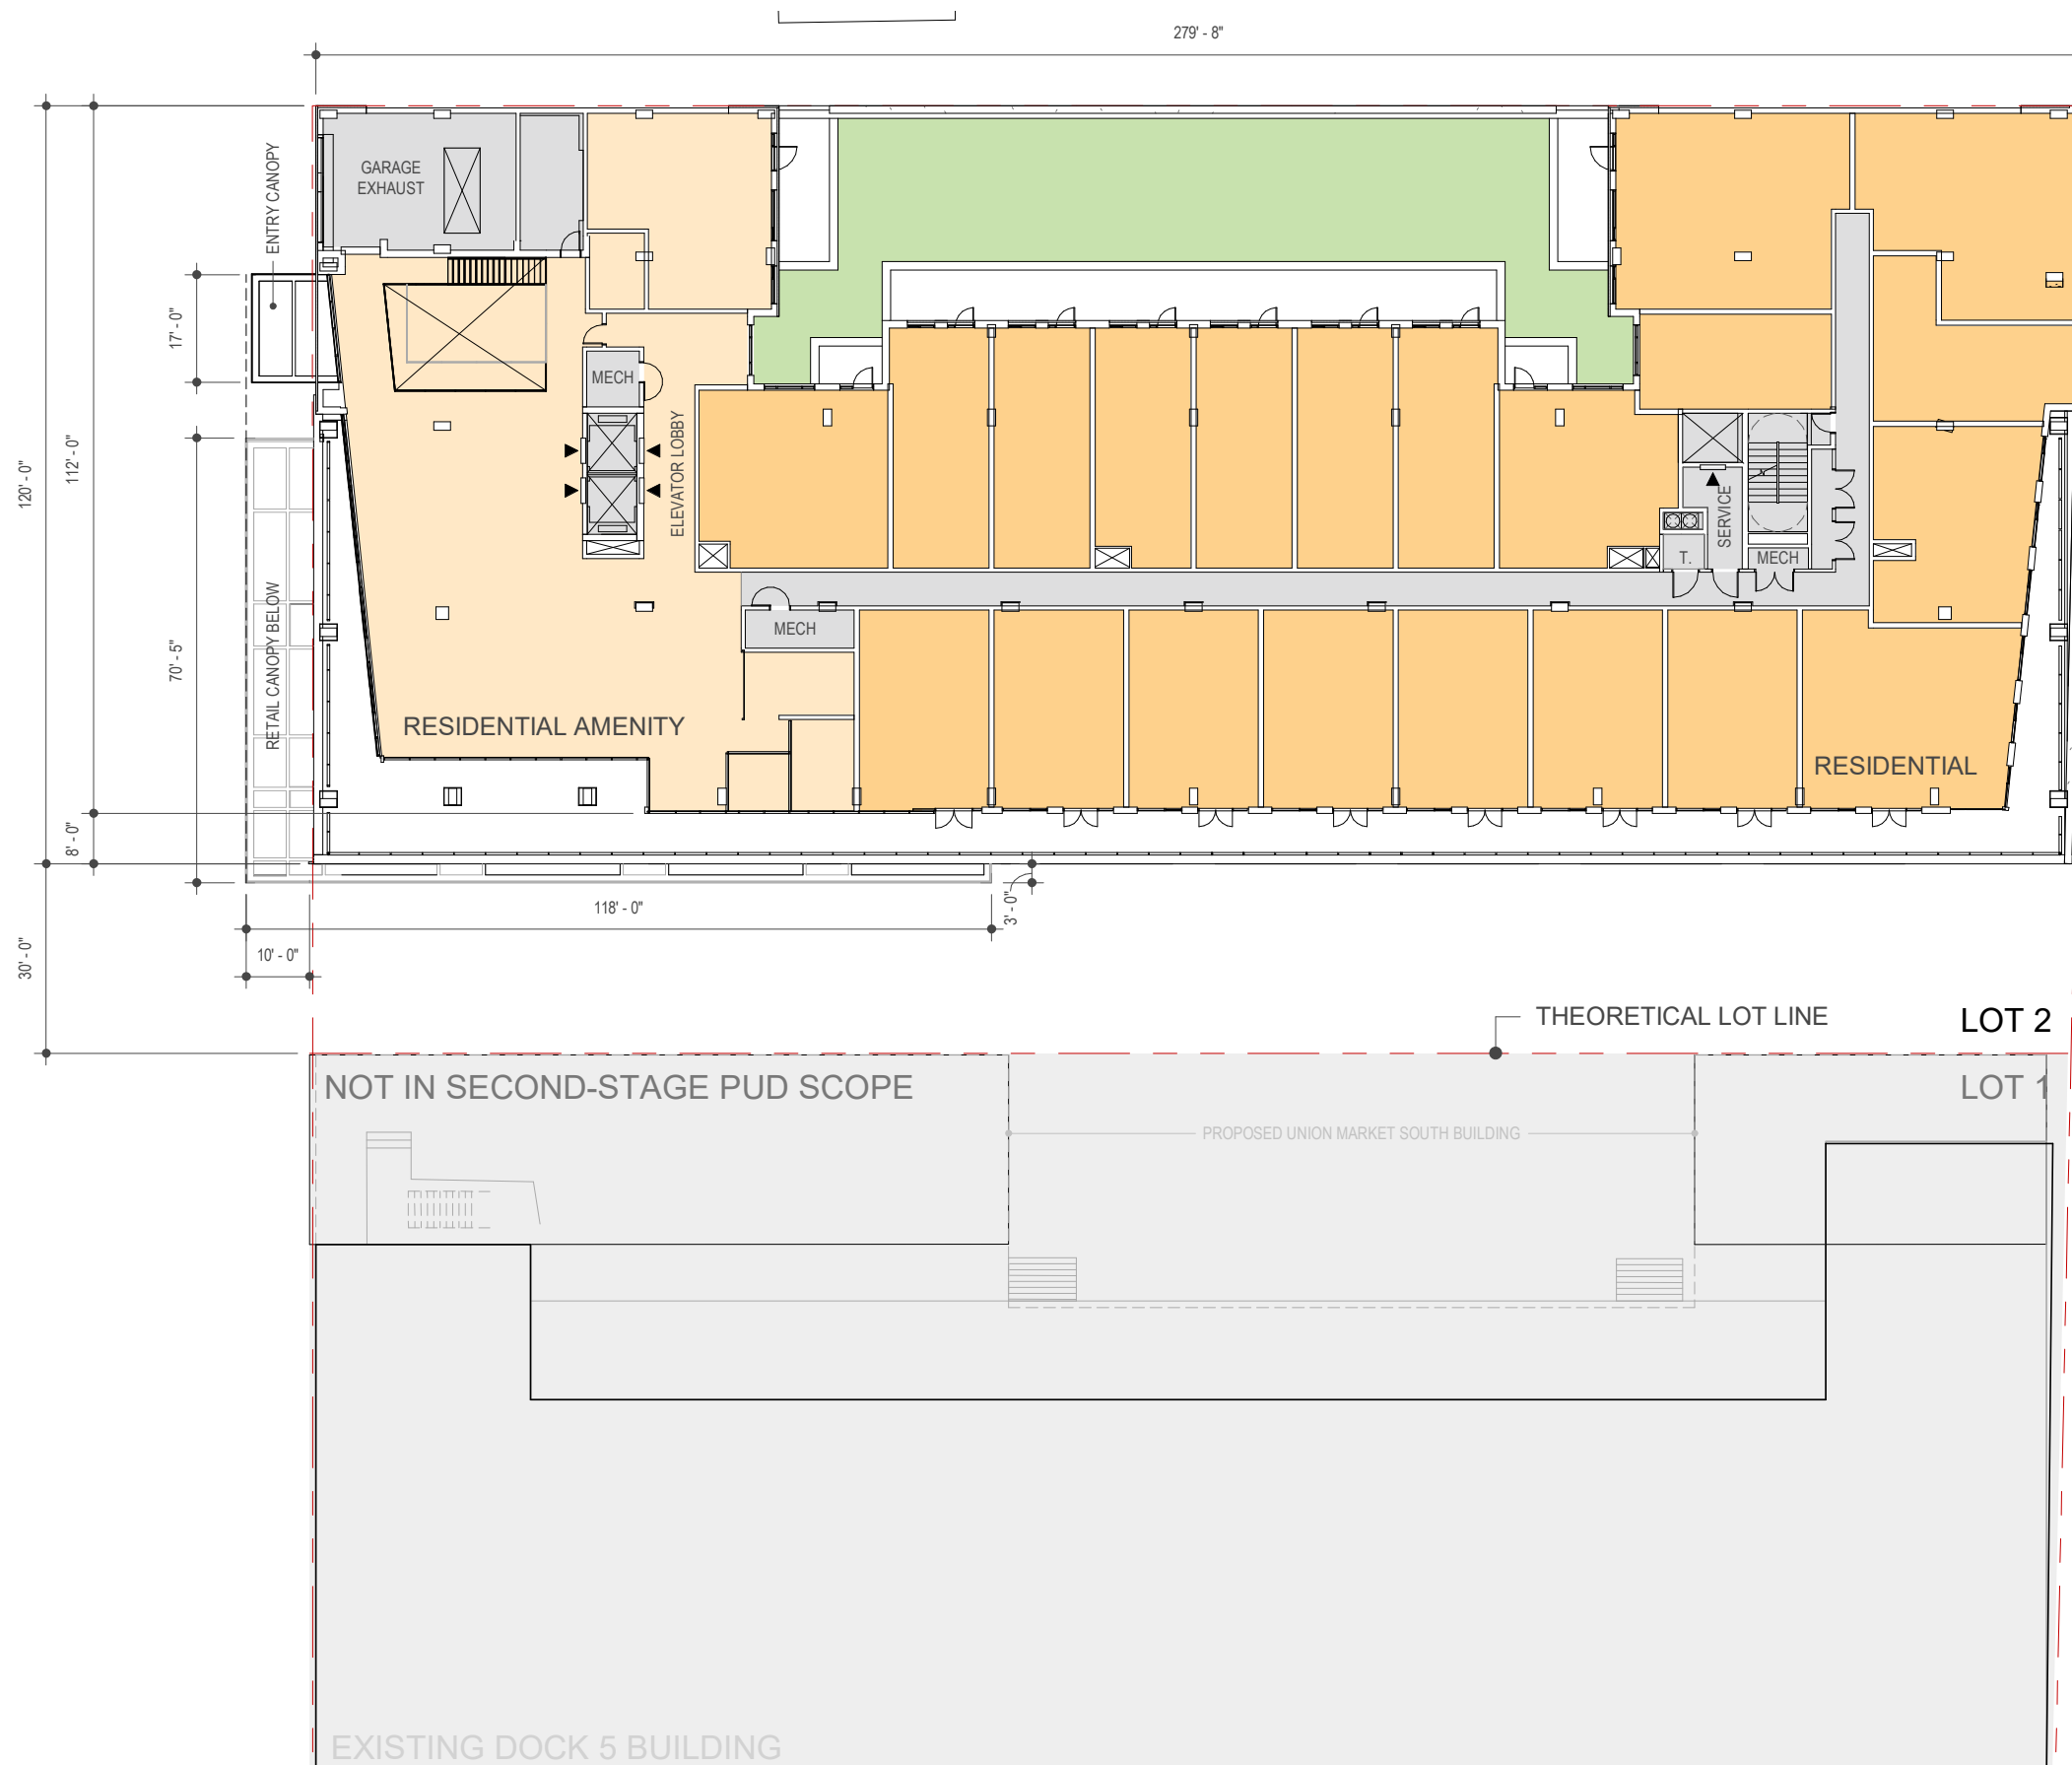 279' - 8"
ENTRY CANOPY
GARAGE
EXHAUST
17' - 0"
120' - 0"
112' - 0"
MECH
ELEVATOR LOBBY
SERVICE
T.
MECH
MECH
70' - 5"
RETAIL CANOPY BELOW
RESIDENTIAL AMENITY
RESIDENTIAL
8' - 0"
118' - 0"
3' - 0"
10' - 0"
30' - 0"
THEORETICAL LOT LINE
LOT 2
NOT IN SECOND-STAGE PUD SCOPE
LOT 1
PROPOSED UNION MARKET SOUTH BUILDING
EXISTING DOCK 5 BUILDING